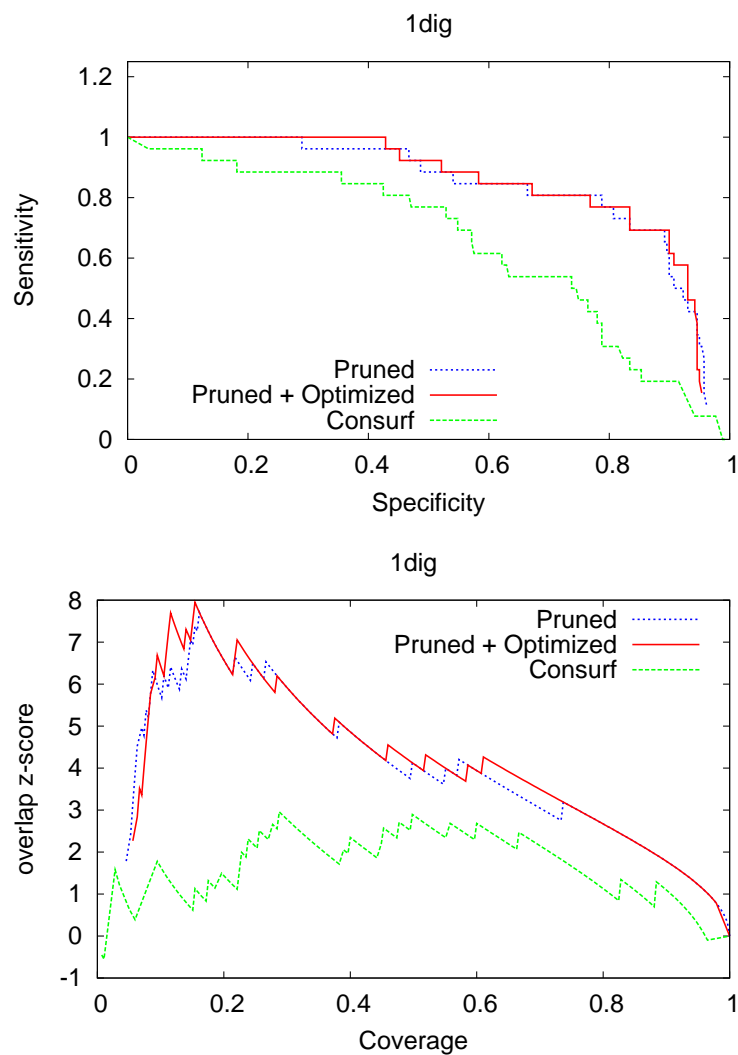 1dig
1.2
1
0.8
0.6
0.4
0.2
0
Sensitivity
Pruned
Pruned + Optimized
Consurf
0 0.2 0.4 0.6 0.8 1
Specificity
1dig
8
7
6
5
4
3
2
1
0
-1
overlap z-score
Pruned
Pruned + Optimized
Consurf
0 0.2 0.4 0.6 0.8 1
Coverage